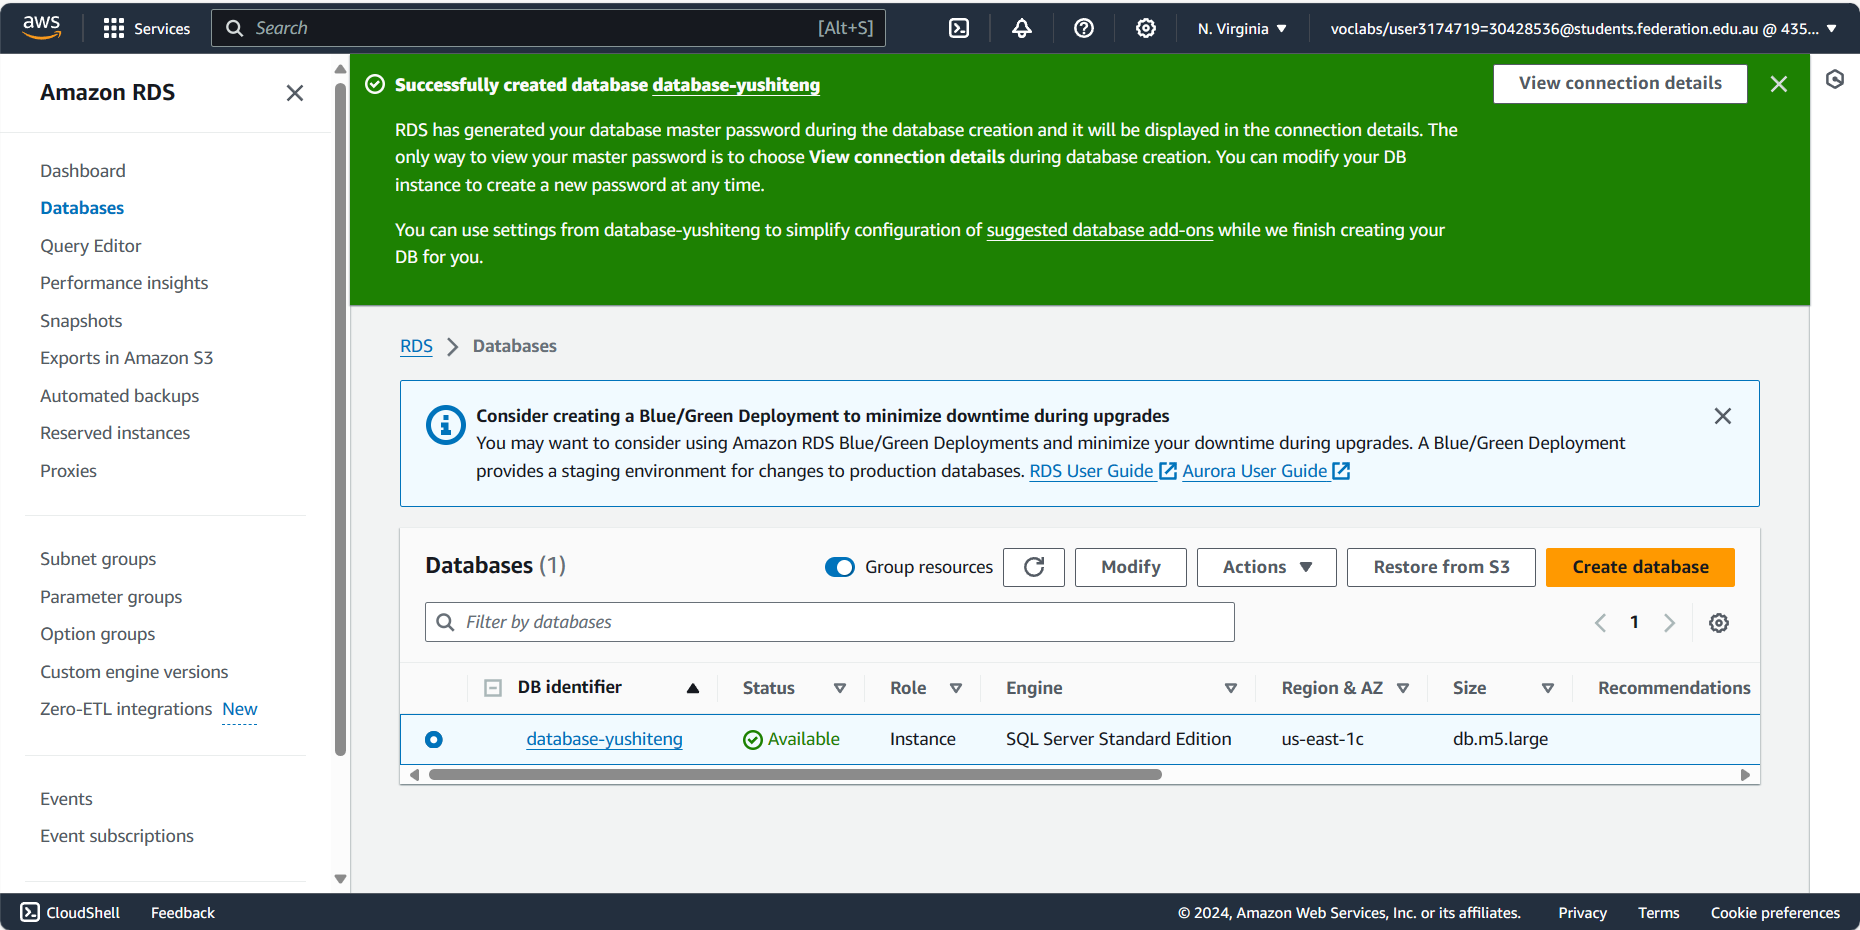 aws
Services
Search
[Alt+S]
N. Virginia
voclabs/user3174719=30428536@students.federation.edu.au @ 435...
Amazon RDS
Dashboard
Databases
Query Editor
Performance insights
Snapshots
Exports in Amazon S3
Automated backups
Reserved instances
Proxies
Subnet groups
Parameter groups
Option groups
Custom engine versions
Zero-ETL integrations New
Events
Event subscriptions
Successfully created database database-yushiteng
View connection details
RDS has generated your database master password during the database creation and it will be displayed in the connection details. The
only way to view your master password is to choose View connection details during database creation. You can modify your DB
instance to create a new password at any time.
You can use settings from database-yushiteng to simplify configuration of suggested database add-ons while we finish creating your
DB for you.
RDS Databases
Consider creating a Blue/Green Deployment to minimize downtime during upgrades
You may want to consider using Amazon RDS Blue/Green Deployments and minimize your downtime during upgrades. A Blue/Green Deployment
provides a staging environment for changes to production databases. RDS User Guide Aurora User Guide
Databases (1)
Group resources
Modify
Actions
Restore from S3
Create database
Filter by databases
1
DB identifier Status Role Engine Region & AZ Size Recommendations
database-yushiteng Available Instance SQL Server Standard Edition us-east-1c db.m5.large
CloudShell Feedback
© 2024, Amazon Web Services, Inc. or its affiliates. Privacy Terms Cookie preferences